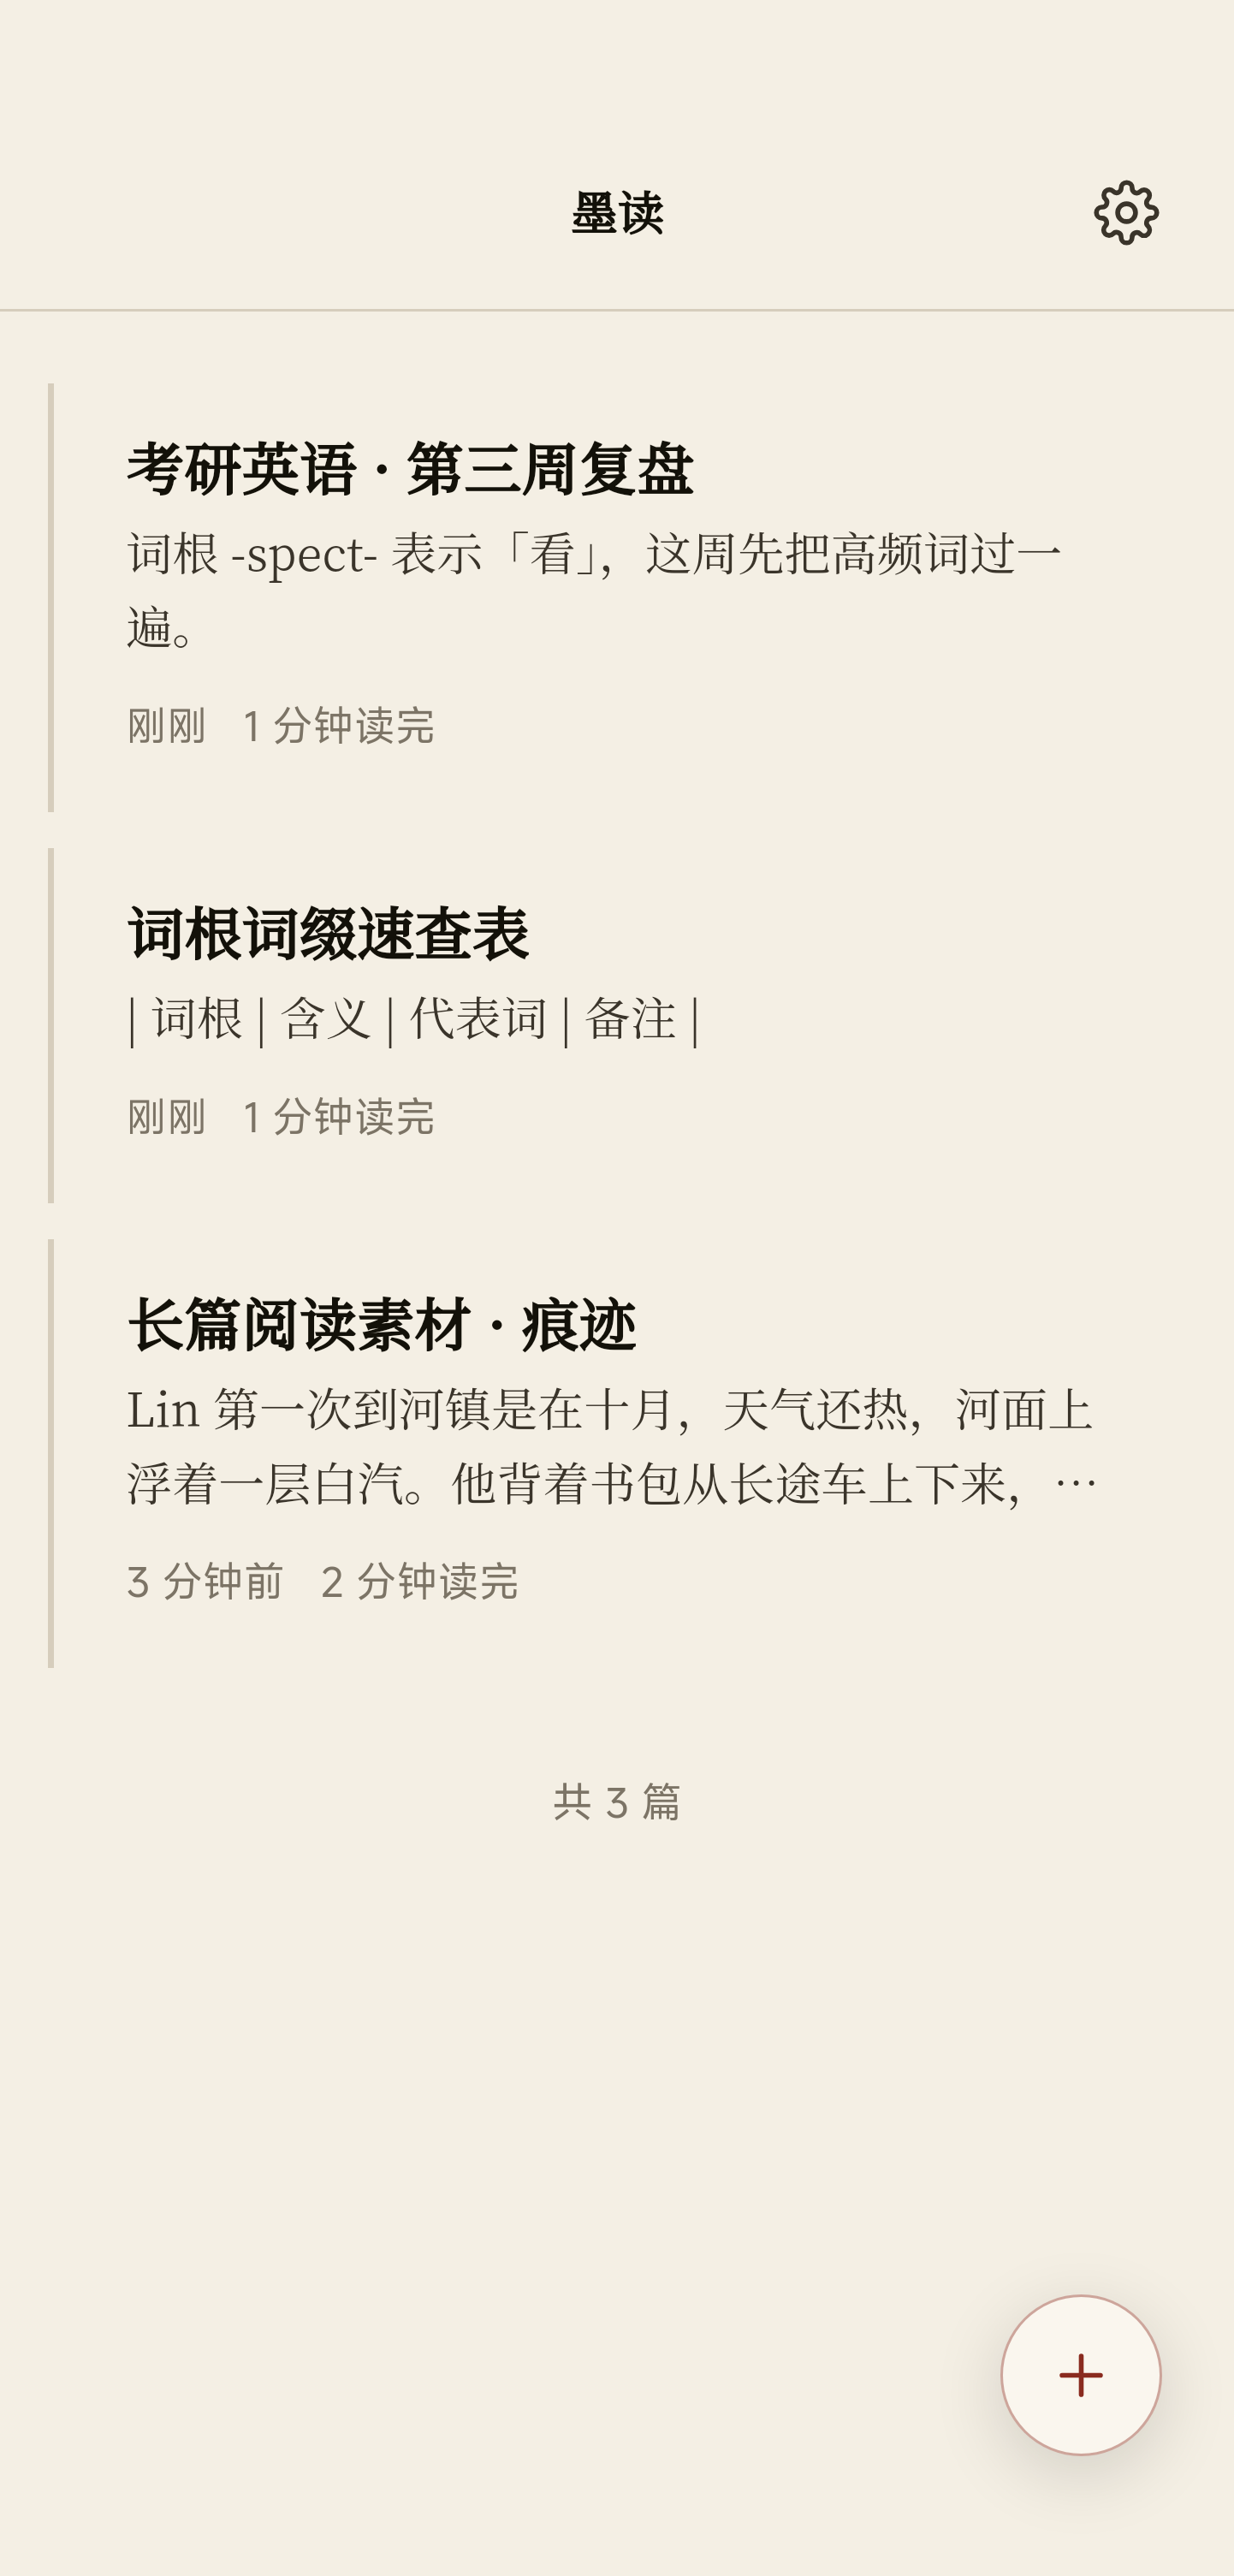 墨读
考研英语 · 第三周复盘
词根 -spect- 表示「看」，这周先把高频词过一
遍。
刚刚 1 分钟读完
词根词缀速查表
| 词根 | 含义 | 代表词 | 备注 |
刚刚 1 分钟读完
长篇阅读素材 · 痕迹
Lin 第一次到河镇是在十月，天气还热，河面上
浮着一层白汽。他背着书包从长途车上下来，…
3 分钟前 2 分钟读完
共 3 篇